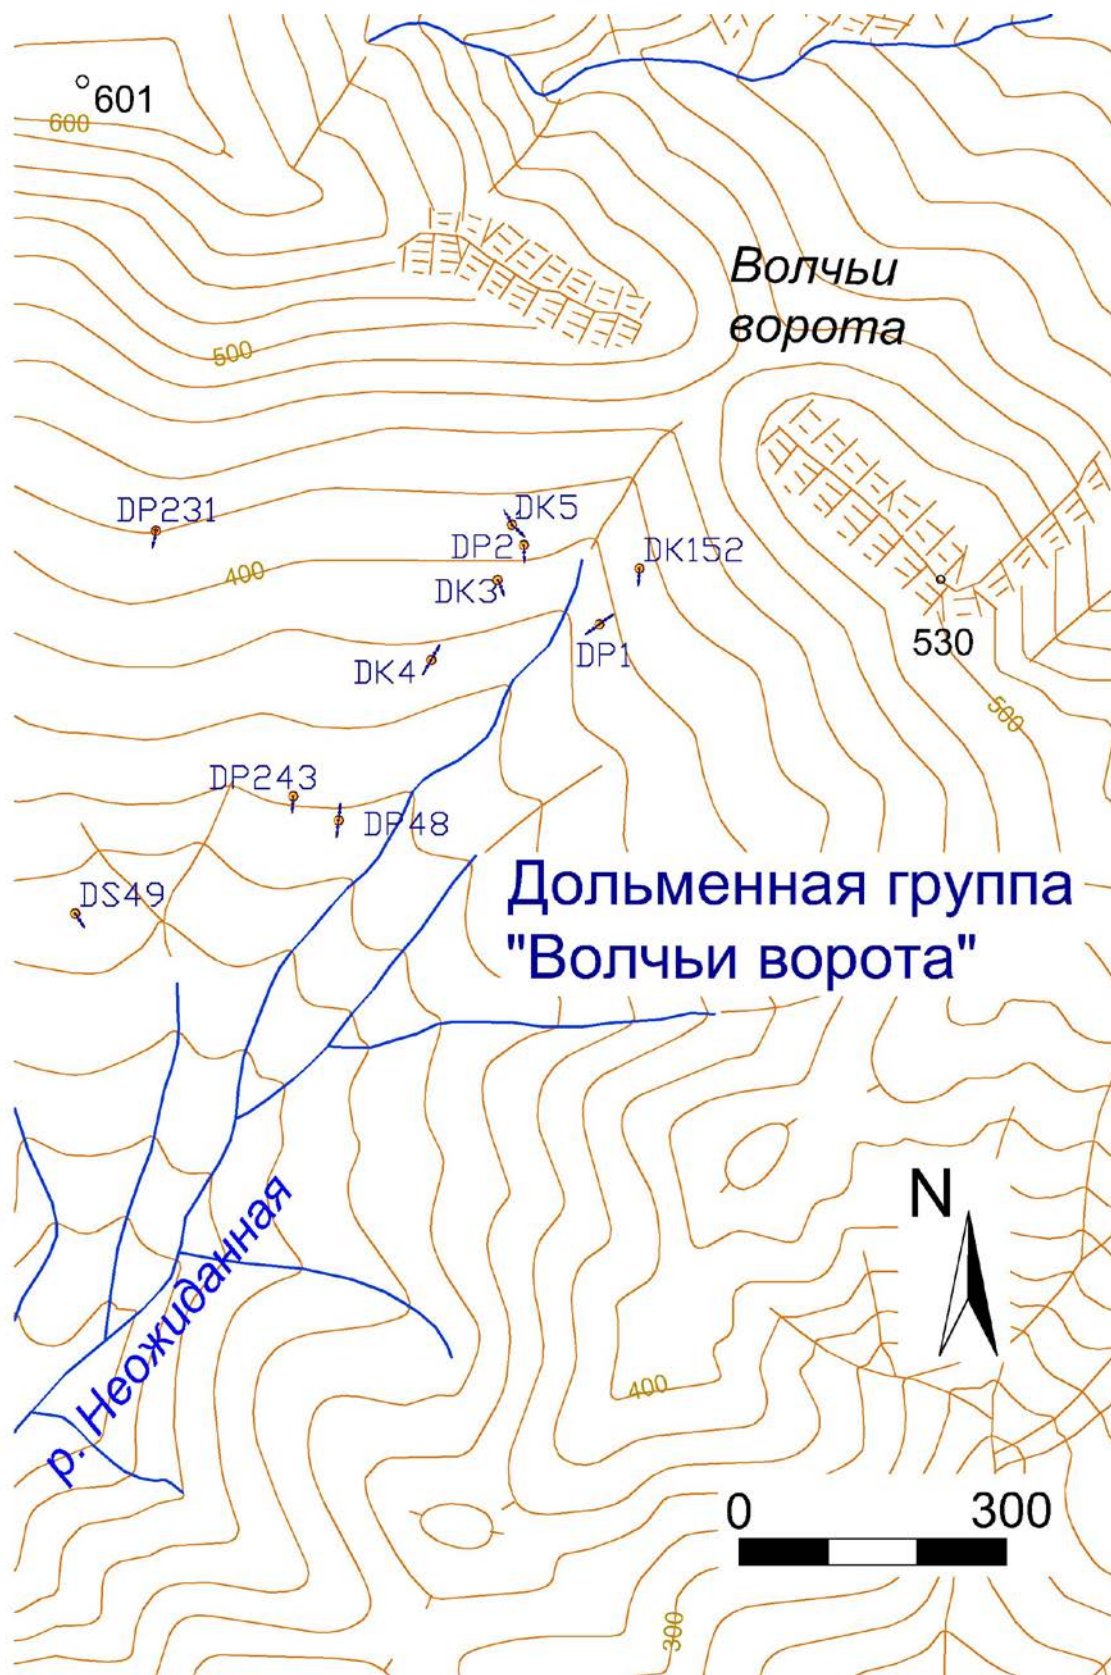 601
600
Волчьи
ворота
500
DP231
DK5
DP2
DK152
400
DK3
DP1
530
DK4
500
DP243
DP48
DS49
Дольменная группа
"Волчьи ворота"
N
р. Неожиданная
400
0 300
300